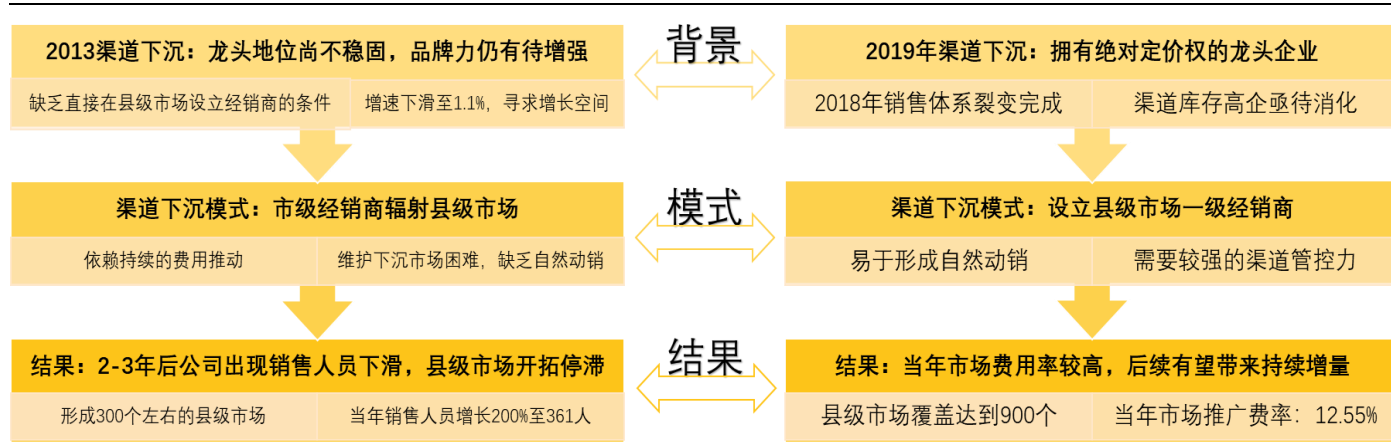 2013渠道下沉：龙头地位尚不稳固，品牌力仍有待增强
缺乏直接在县级市场设立经销商的条件
增速下滑至1.1%，寻求增长空间
背景
2019年渠道下沉：拥有绝对定价权的龙头企业
2018年销售体系裂变完成
渠道库存高企亟待消化
渠道下沉模式：市级经销商辐射县级市场
依赖持续的费用推动
维护下沉市场困难，缺乏自然动销
模式
渠道下沉模式：设立县级市场一级经销商
易于形成自然动销
需要较强的渠道管控力
结果：2-3年后公司出现销售人员下滑，县级市场开拓停滞
形成300个左右的县级市场
当年销售人员增长200%至361人
结果
结果：当年市场费用率较高，后续有望带来持续增量
县级市场覆盖达到900个
当年市场推广费率：12.55%